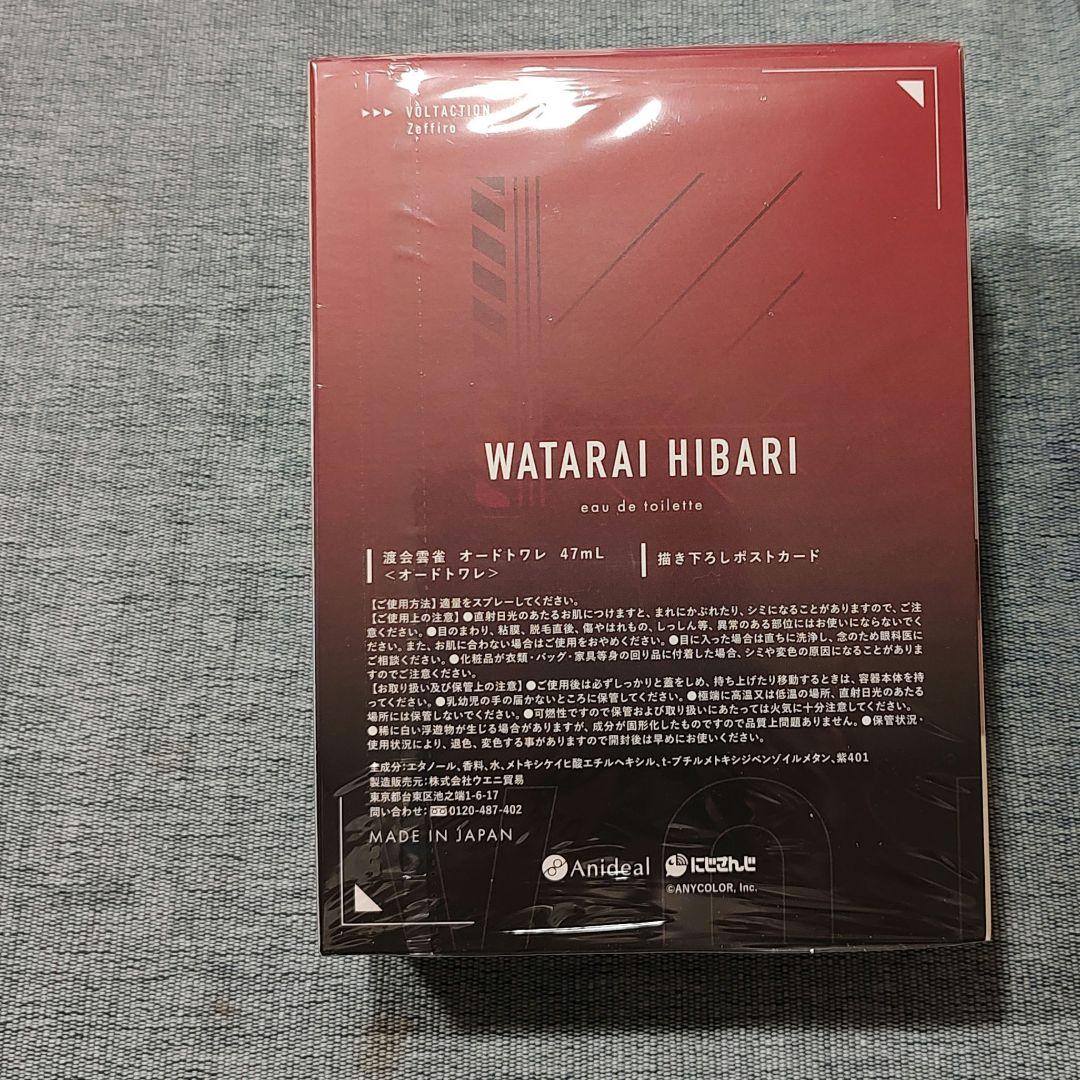 ▶▶▶ VOLTACTION
Zeffiro
WATARAI HIBARI
eau de toilette
渡会雲雀 オードトワレ 47mL
＜オードトワレ＞
描き下ろしポストカード
【ご使用方法】適量をスプレーしてください。
【ご使用上の注意】●直射日光のあたるお肌につけますと、まれにかぶれたり、シミになることがありますので、ご注
意ください。●目のまわり、粘膜、脱毛直後、傷やはれもの、しっしん等、異常のある部位にはお使いにならないでく
ださい。また、お肌に合わない場合はご使用をおやめください。●目に入った場合は直ちに洗浄し、念のため眼科医に
ご相談ください。●化粧品が衣類・バッグ・家具等身の回り品に付着した場合、シミや変色の原因になることがありま
すのでご注意ください。
【お取り扱い及び保管上の注意】●ご使用後は必ずしっかりと蓋をしめ、持ち上げたり移動するときは、容器本体を持
ってください。●乳幼児の手の届かないところに保管してください。●極端に高温又は低温の場所、直射日光のあたる
場所には保管しないでください。●可燃性ですので保管および取り扱いにあたっては火気に十分注意してください。
●稀に白い浮遊物が生じる場合がありますが、成分が固形化したものですので品質上問題ありません。●保管状況・
使用状況により、退色、変色する事がありますので開封後は早めにお使いください。
全成分：エタノール、香料、水、メトキシケイヒ酸エチルヘキシル、t-ブチルメトキシジベンゾイルメタン、紫401
製造販売元：株式会社ウエニ貿易
東京都台東区池之端1-6-17
問い合わせ：0120-487-402
MADE IN JAPAN
Anideal にじさんじ
©ANYCOLOR, Inc.